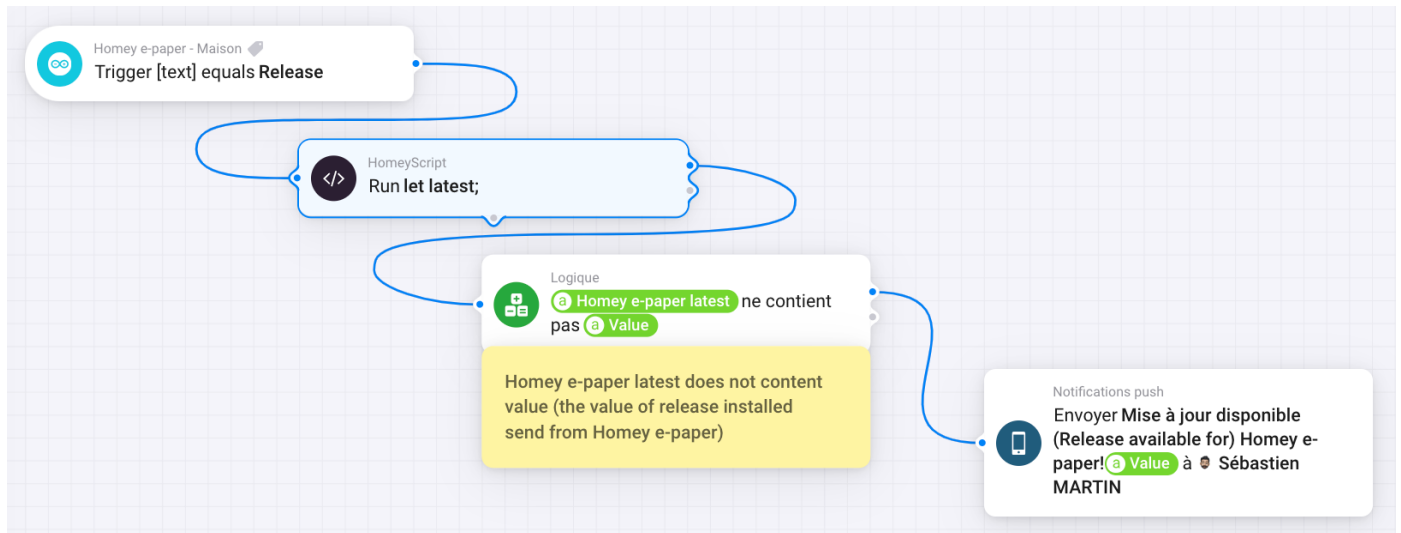 Homey e-paper - Maison
Trigger [text] equals Release
HomeyScript
</>
Run let latest;
Logique
a Homey e-paper latest ne contient
pas a Value
Homey e-paper latest does not content
value (the value of release installed
send from Homey e-paper)
Notifications push
Envoyer Mise à jour disponible
(Release available for) Homey e-
paper! a Value à Sébastien
MARTIN